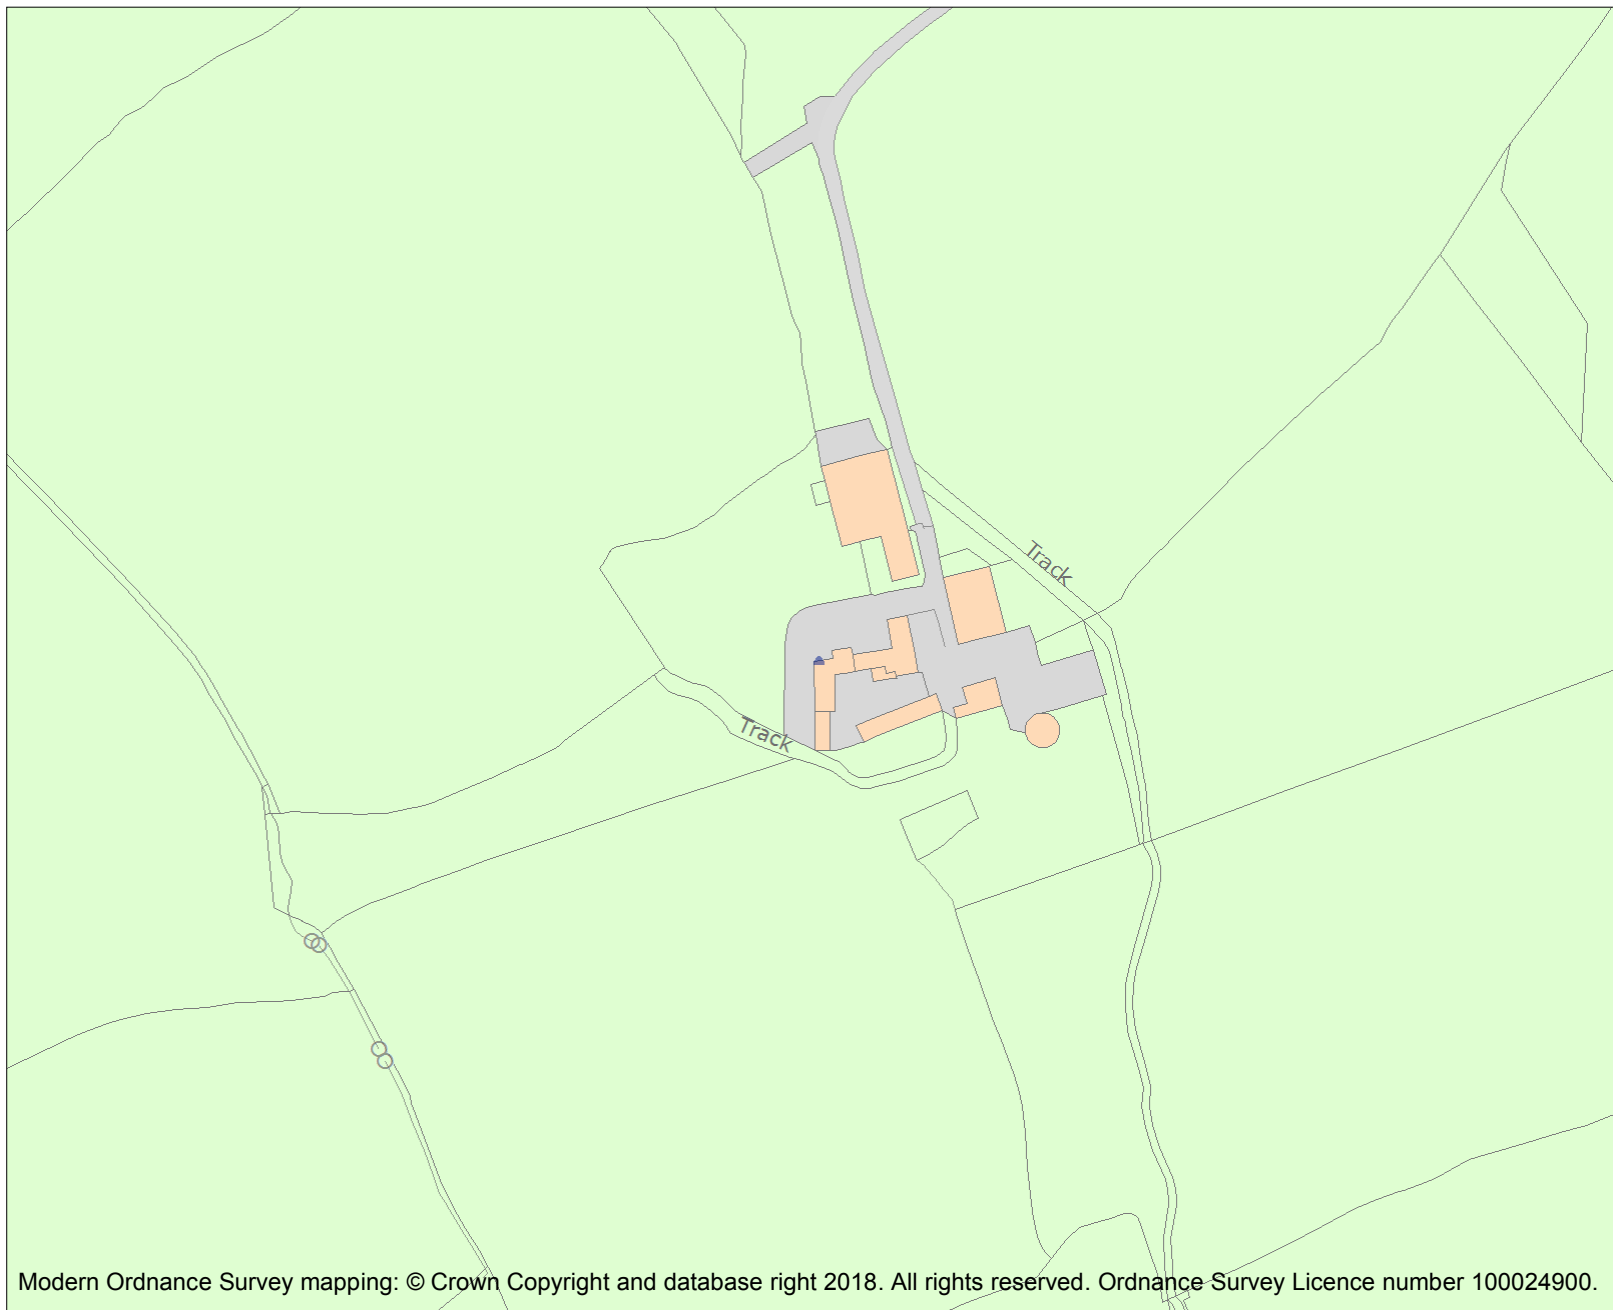 Track
Track
Modern Ordnance Survey mapping: © Crown Copyright and database right 2018. All rights reserved. Ordnance Survey Licence number 100024900.